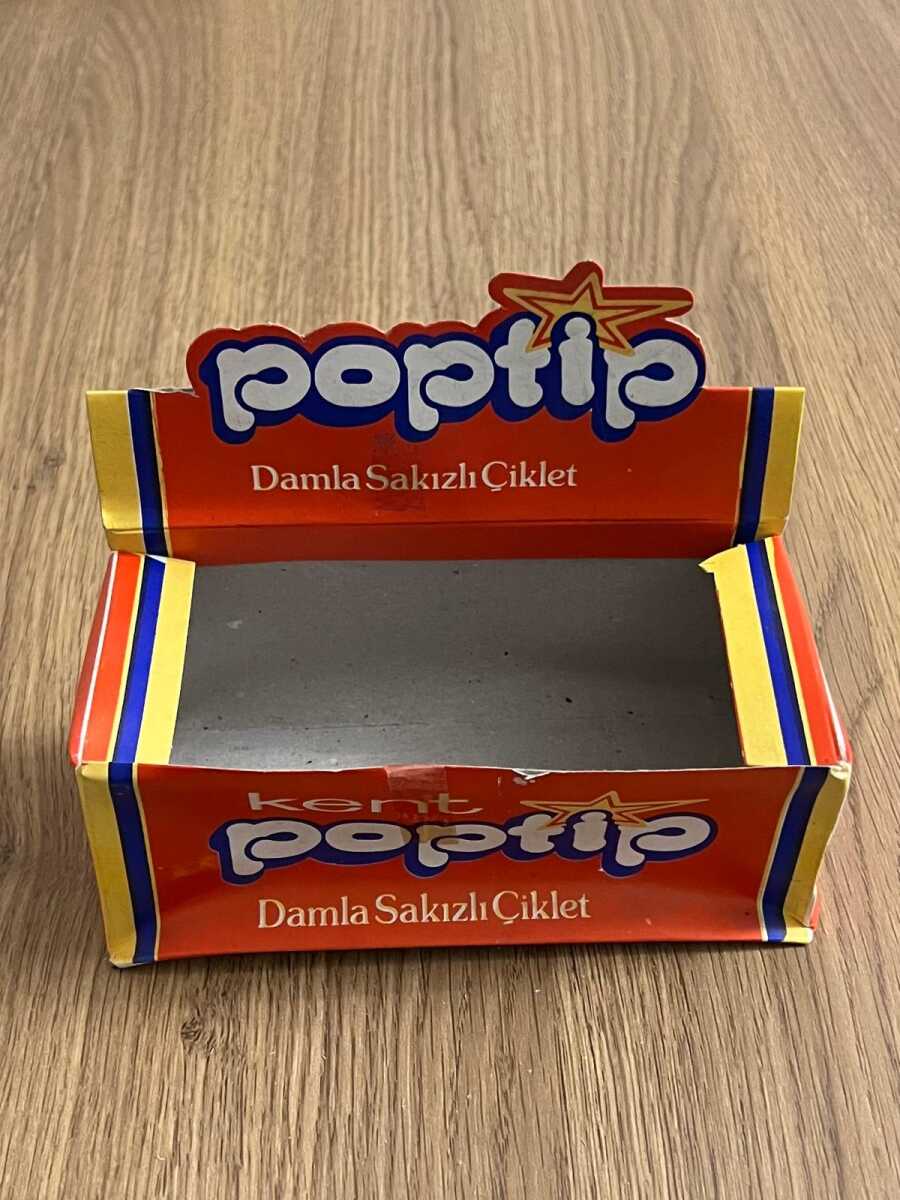 poptip
Damla Sakızlı Çiklet
kent
poptip
Damla Sakızlı Çiklet